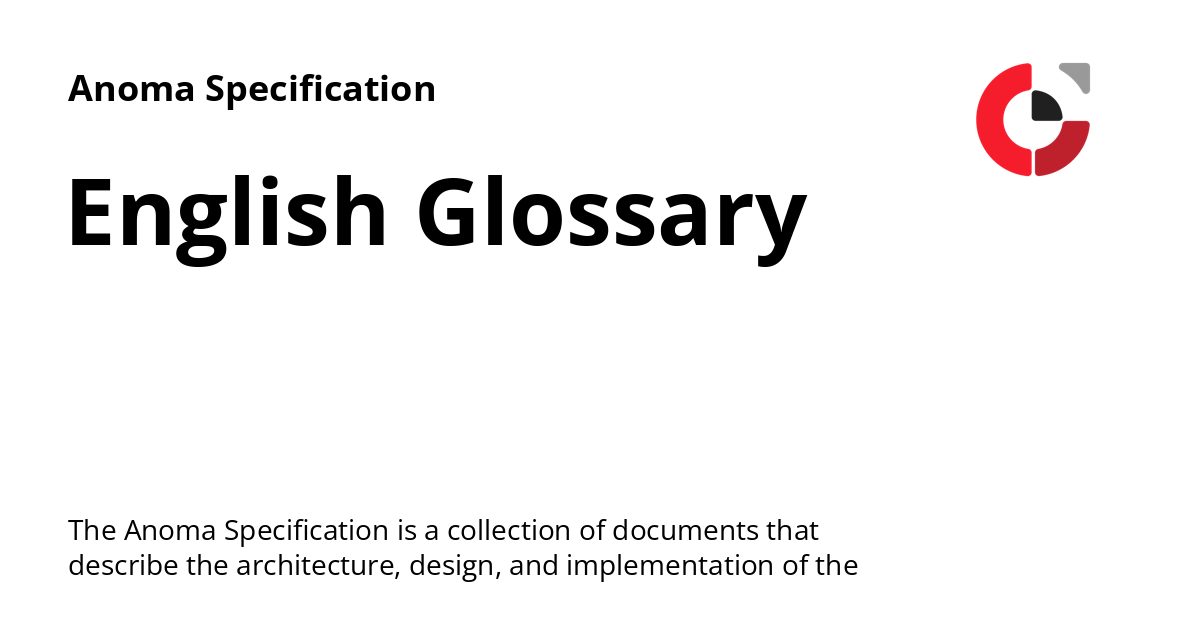 Anoma Specification
English Glossary
The Anoma Specification is a collection of documents that
describe the architecture, design, and implementation of the